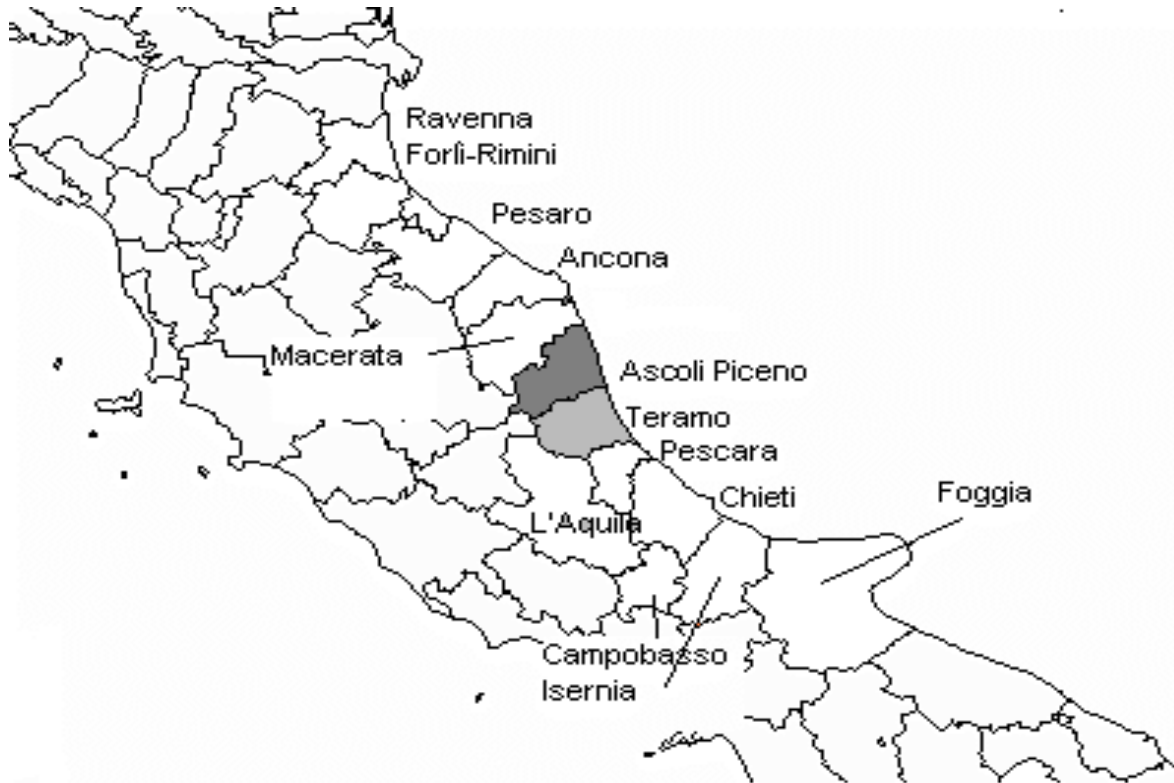 Ravenna
Forlì-Rimini
Pesaro
Ancona
Macerata
Ascoli Piceno
Teramo
Pescara
Chieti
Foggia
L'Aquila
Campobasso
Isernia